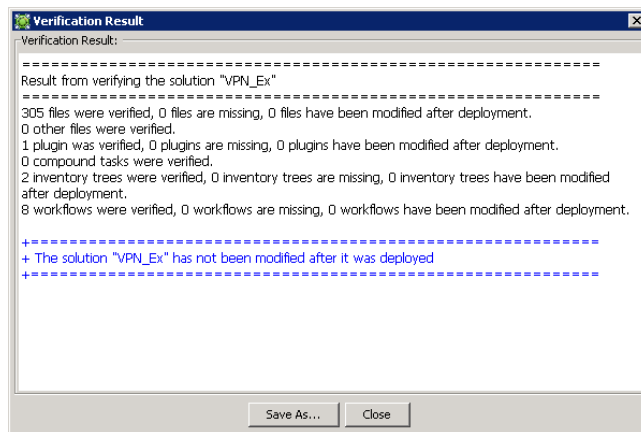 Verification Result
Verification Result:
============================================================
Result from verifying the solution "VPN_Ex"
============================================================
305 files were verified, 0 files are missing, 0 files have been modified after deployment.
0 other files were verified.
1 plugin was verified, 0 plugins are missing, 0 plugins have been modified after deployment.
0 compound tasks were verified.
2 inventory trees were verified, 0 inventory trees are missing, 0 inventory trees have been modified
after deployment.
8 workflows were verified, 0 workflows are missing, 0 workflows have been modified after deployment.
+===========================================================
+ The solution "VPN_Ex" has not been modified after it was deployed
+===========================================================
Save As...
Close